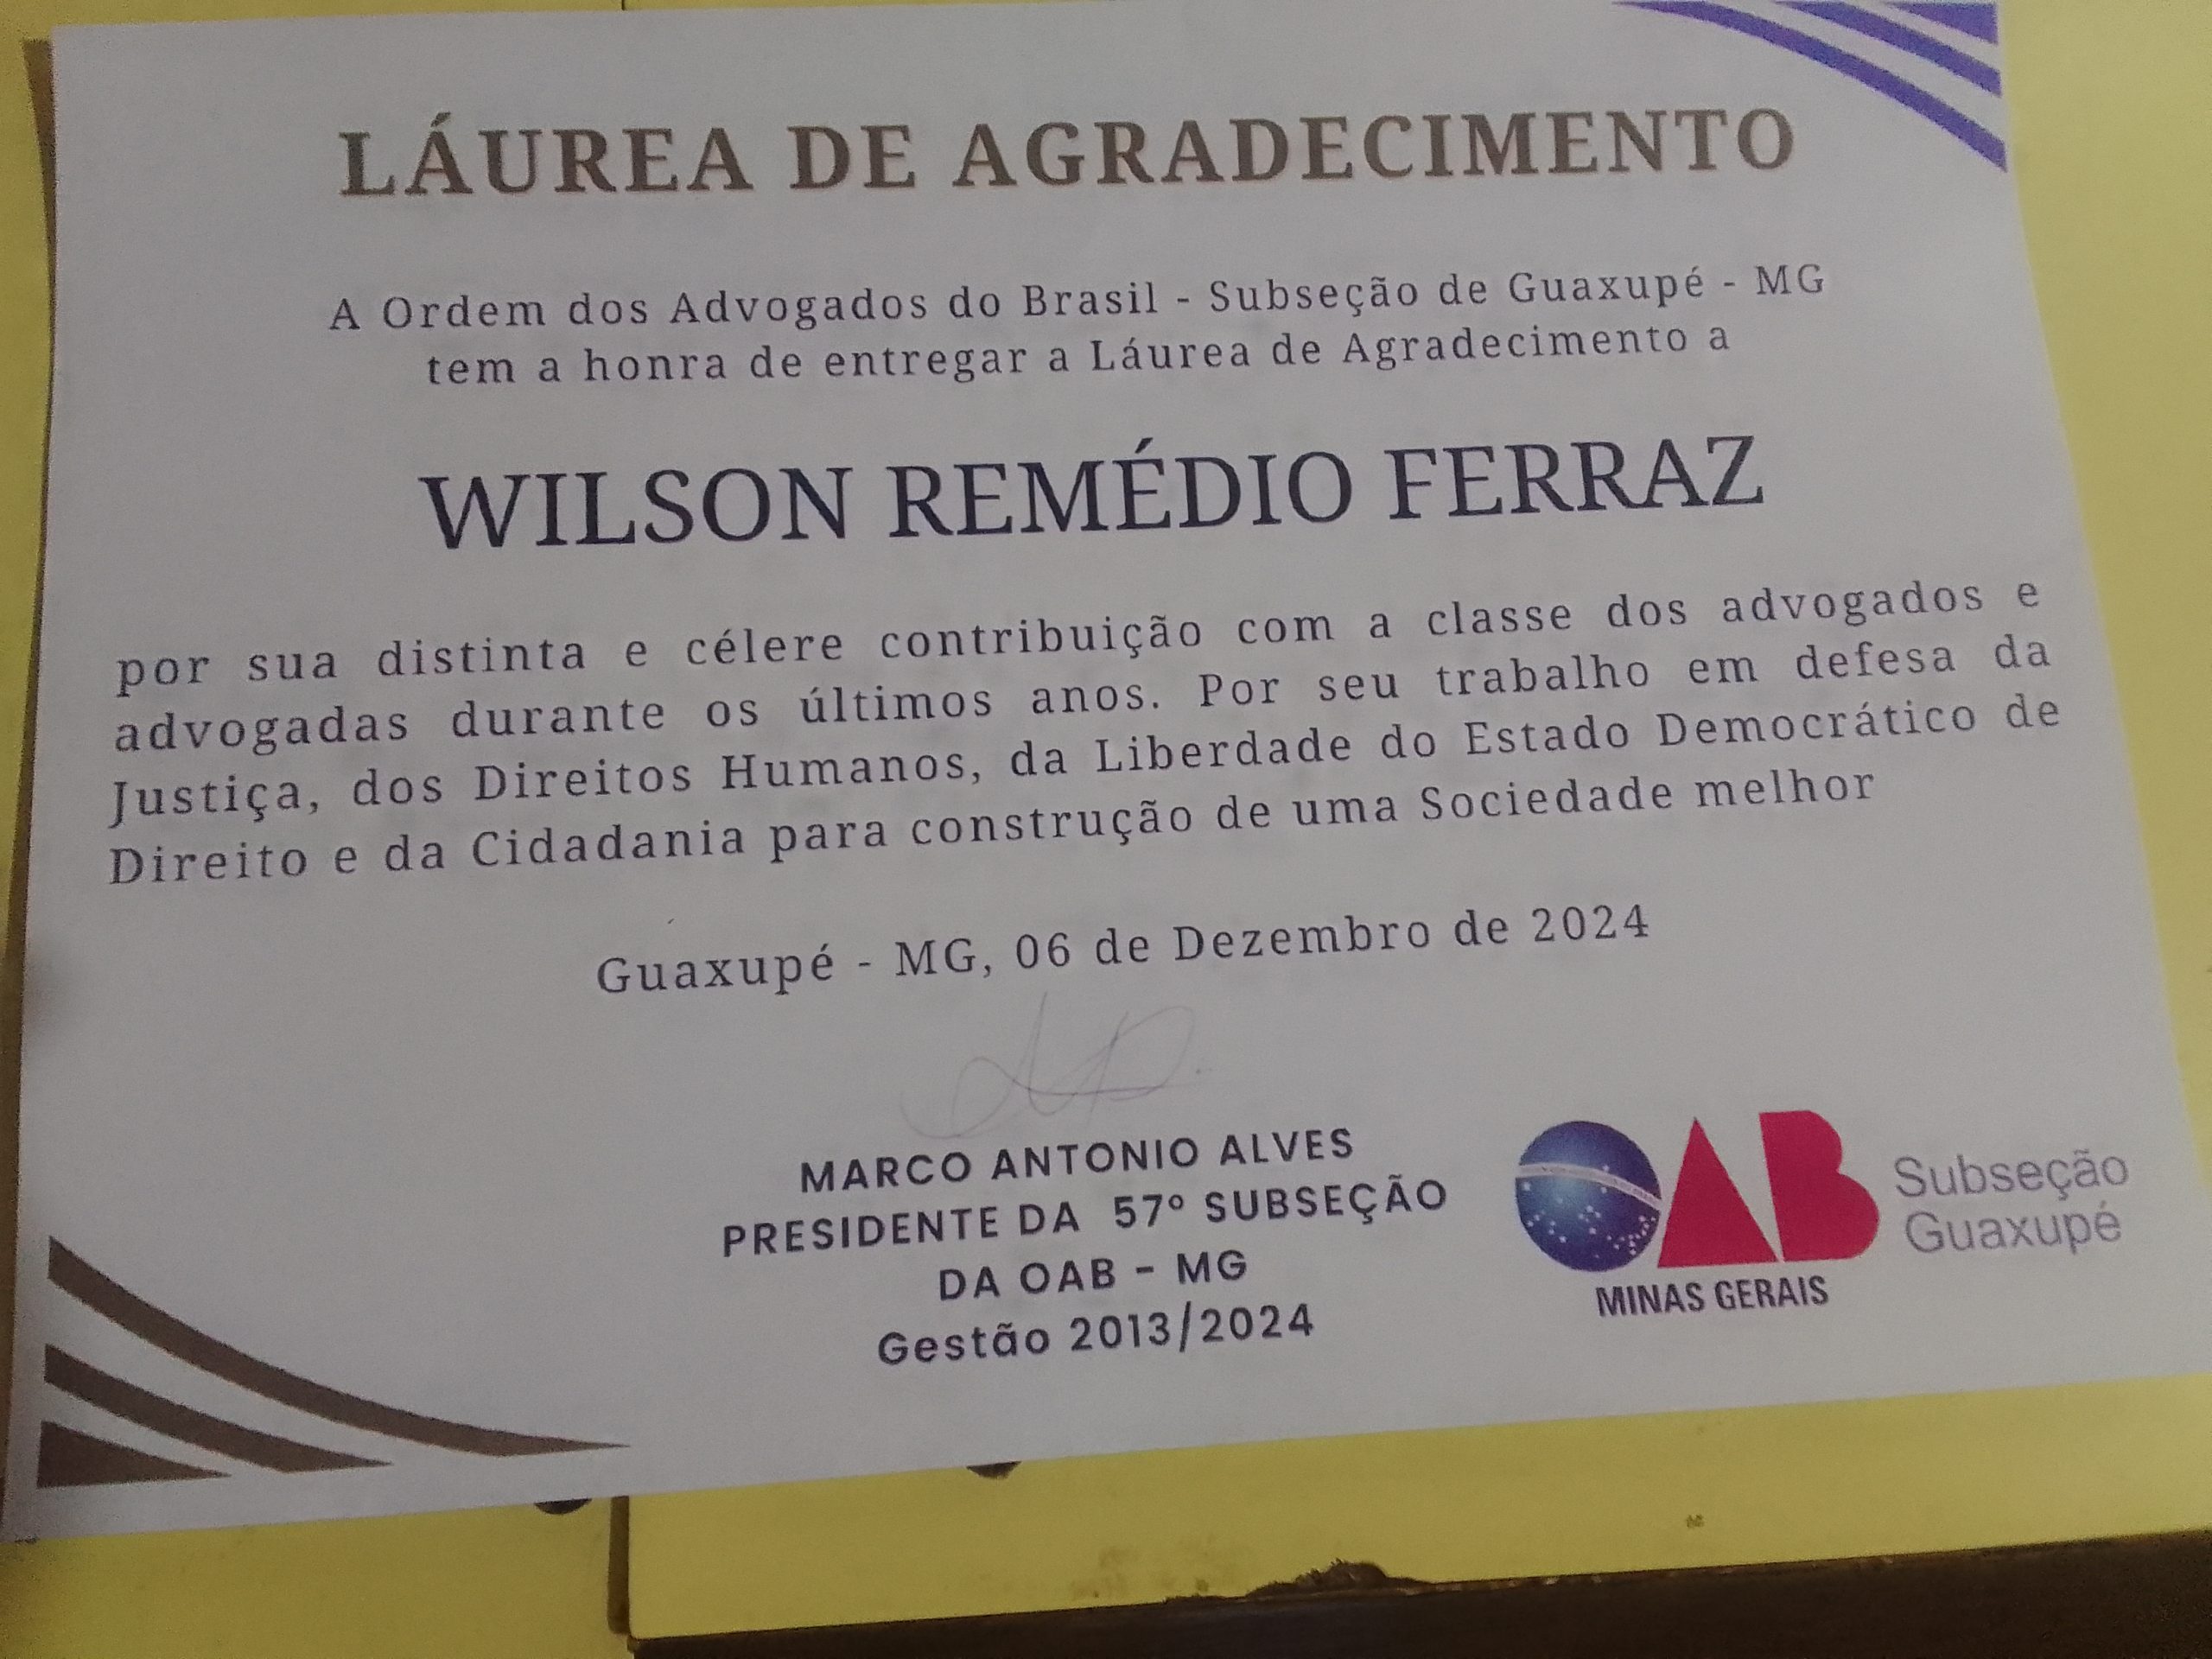 LÁUREA DE AGRADECIMENTO
A Ordem dos Advogados do Brasil - Subseção de Guaxupé - MG
tem a honra de entregar a Láurea de Agradecimento a
WILSON REMÉDIO FERRAZ
por sua distinta e célere contribuição com a classe dos advogados e
advogadas durante os últimos anos. Por seu trabalho em defesa da
Justiça, dos Direitos Humanos, da Liberdade do Estado Democrático de
Direito e da Cidadania para construção de uma Sociedade melhor
Guaxupé - MG, 06 de Dezembro de 2024
MARCO ANTONIO ALVES
PRESIDENTE DA 57º SUBSEÇÃO
DA OAB - MG
Gestão 2013/2024
OAB
MINAS GERAIS
Subseção
Guaxupé